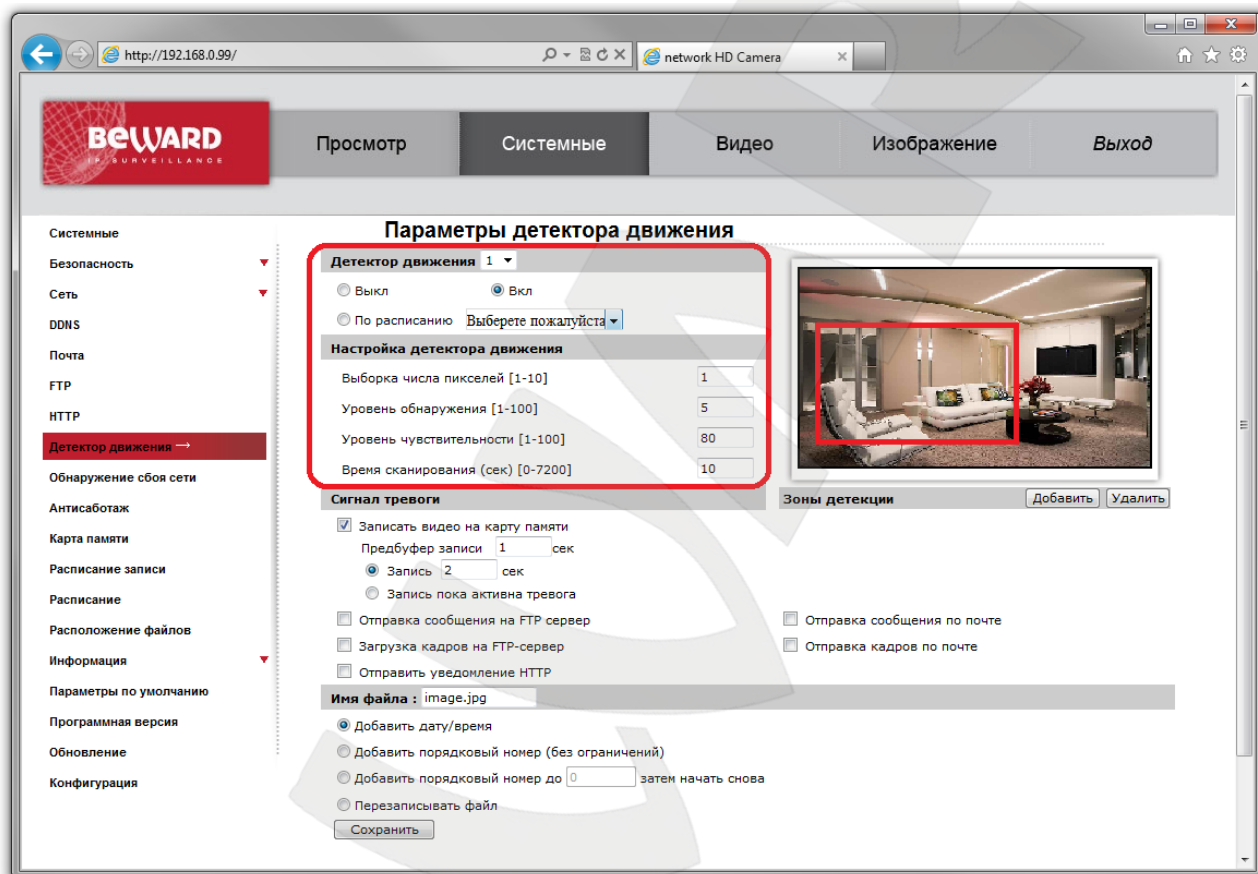 http://192.168.0.99/
network HD Camera
BEWARD
IP SURVEILLANCE
Просмотр
Системные
Видео
Изображение
Выход
Системные
Безопасность
Сеть
DDNS
Почта
FTP
HTTP
Детектор движения
Обнаружение сбоя сети
Антисаботаж
Карта памяти
Расписание записи
Расписание
Расположение файлов
Информация
Параметры по умолчанию
Программная версия
Обновление
Конфигурация
Параметры детектора движения
Детектор движения 1
Выкл Вкл
По расписанию Выберете пожалуйста
Настройка детектора движения
Выборка числа пикселей [1-10] 1
Уровень обнаружения [1-100] 5
Уровень чувствительности [1-100] 80
Время сканирования (сек) [0-7200] 10
Сигнал тревоги
Зоны детекции Добавить Удалить
Записать видео на карту памяти
Предбуфер записи 1 сек
Запись 2 сек
Запись пока активна тревога
Отправка сообщения на FTP сервер
Отправка сообщения по почте
Загрузка кадров на FTP-сервер
Отправка кадров по почте
Отправить уведомление HTTP
Имя файла : image.jpg
Добавить дату/время
Добавить порядковый номер (без ограничений)
Добавить порядковый номер до 0 затем начать снова
Перезаписывать файл
Сохранить